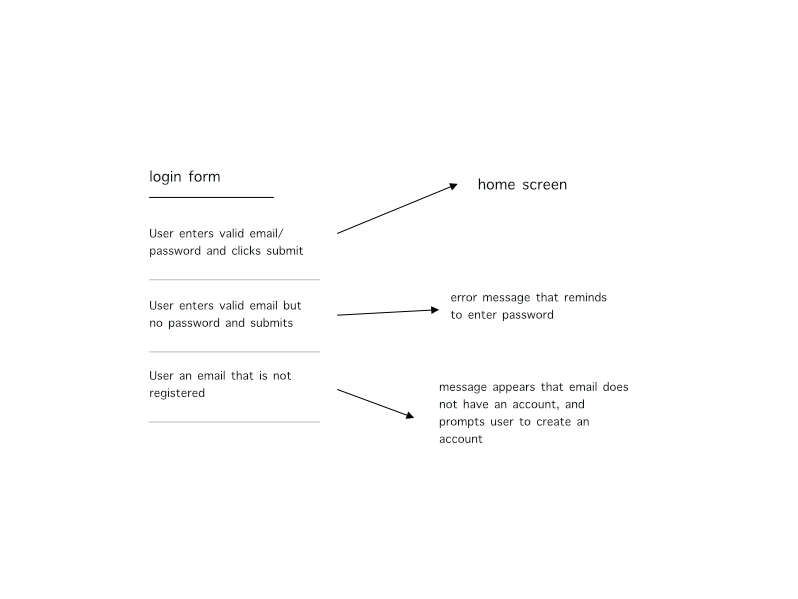 login form
User enters valid email/
password and clicks submit
User enters valid email but
no password and submits
User an email that is not
registered
home screen
error message that reminds
to enter password
message appears that email does
not have an account, and
prompts user to create an
account